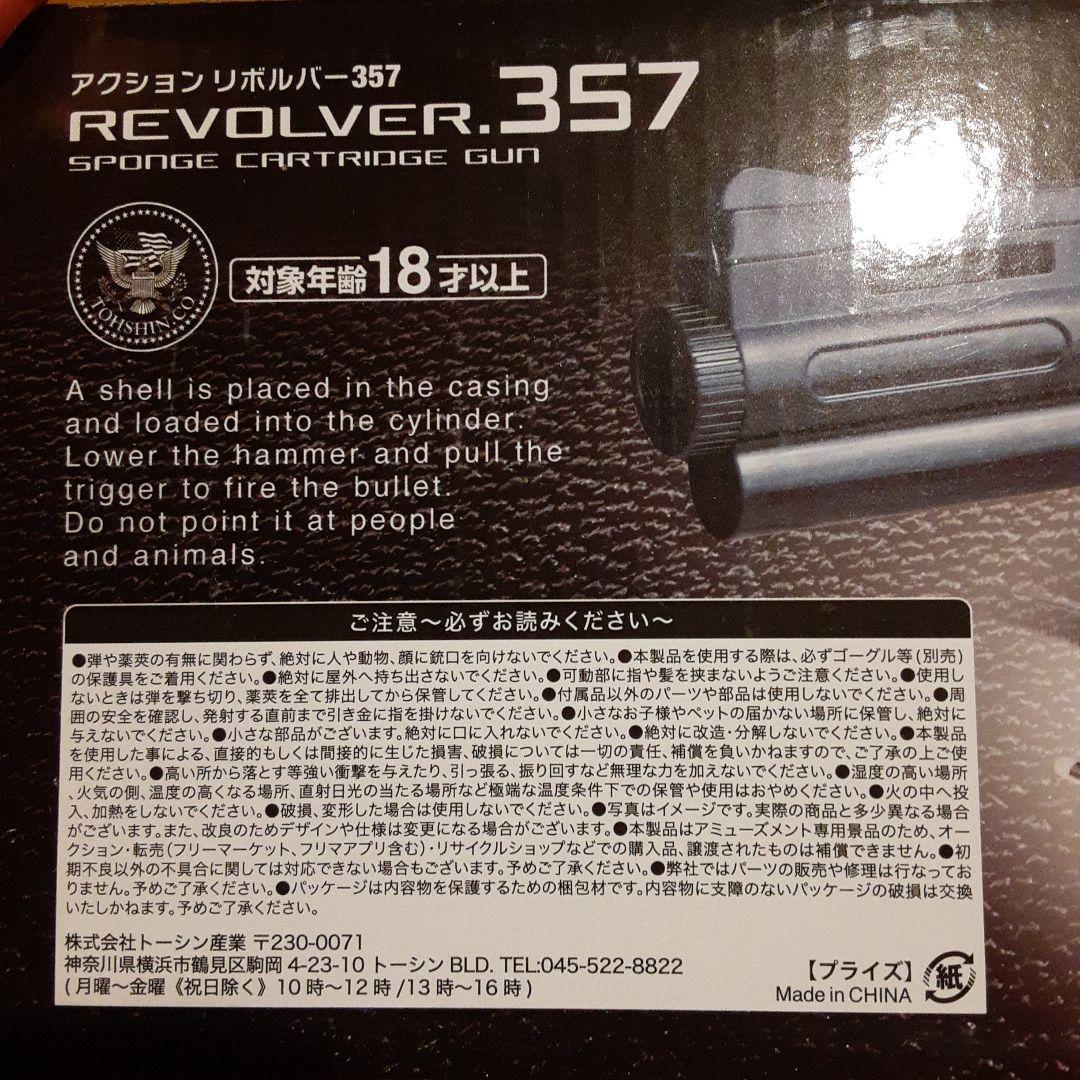 アクション リボルバー357
REVOLVER.357
SPONGE CARTRIDGE GUN
TOHSHIN.CO
対象年齢18才以上
A shell is placed in the casing
and loaded into the cylinder.
Lower the hammer and pull the
trigger to fire the bullet.
Do not point it at people
and animals.
ご注意～必ずお読みください～
●弾や薬莢の有無に関わらず、絶対に人や動物、顔に銃口を向けないでください。●本製品を使用する際は、必ずゴーグル等(別売)
の保護具をご着用ください。●絶対に屋外へ持ち出さないでください。●可動部に指や髪を挟まないようご注意ください。●使用し
ないときは弾を撃ち切り、薬莢を全て排出してから保管してください。●付属品以外のパーツや部品は使用しないでください。●周
囲の安全を確認し、発射する直前まで引き金に指を掛けないでください。●小さなお子様やペットの届かない場所に保管し、絶対に
与えないでください。●小さな部品がございます。絶対に口に入れないでください。●絶対に改造・分解しないでください。●本製品
を使用した事による、直接的もしくは間接的に生じた損害、破損については一切の責任、補償を負いかねますので、ご了承の上ご使
用ください。●高い所から落とす等強い衝撃を与えたり、引っ張る、振り回すなど無理な力を加えないでください。●湿度の高い場所
、火気の側、温度の高くなる場所、直射日光の当たる場所など極端な温度条件下での保管や使用はおやめください。●火の中へ投
入、加熱をしないでください。●破損、変形した場合は使用しないでください。●写真はイメージです。実際の商品と多少異なる場合
がございます。また、改良のためデザインや仕様は変更になる場合がございます。●本製品はアミューズメント専用景品のため、オー
クション・転売(フリーマーケット、フリマアプリ含む)・リサイクルショップなどでの購入品、譲渡されたものは補償できません。●初
期不良以外の不具合に関しては対応できない場合もございます。予めご了承ください。●弊社ではパーツの販売や修理は行なってお
りません。予めご了承ください。●パッケージは内容物を保護するための梱包材です。内容物に支障のないパッケージの破損は交換
いたしかねます。予めご了承ください。
株式会社トーシン産業 〒230-0071
神奈川県横浜市鶴見区駒岡 4-23-10 トーシン BLD. TEL:045-522-8822
(月曜～金曜《祝日除く》10時～12時/13時～16時)
【プライズ】
Made in CHINA
紙